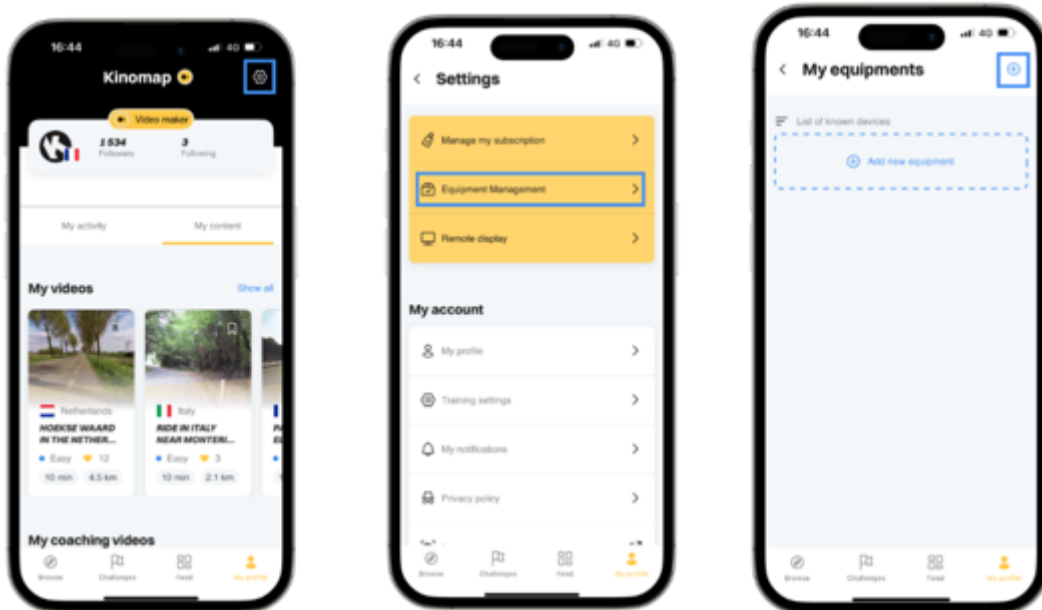 16:44
4G
Kinomap
Video maker
1 534
Followers
3
Following
My activity
My content
My videos
Show all
Netherlands
HOEKSE WAARD
IN THE NETHER...
Easy
12
10 min
4.5 km
Italy
RIDE IN ITALY
NEAR MONTERI...
Easy
3
10 min
2.1 km
My coaching videos
Browse
Challenges
Feed
My profile
16:44
4G
Settings
Manage my subscription
Equipment Management
Remote display
My account
My profile
Training settings
My notifications
Privacy policy
Browse
Challenges
Feed
My profile
16:44
4G
My equipments
List of known devices
Add new equipment
Browse
Challenges
Feed
My profile